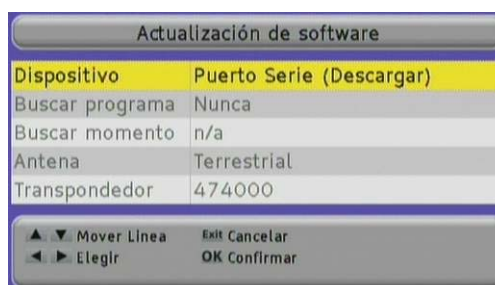 Actualización de software
Dispositivo Puerto Serie (Descargar)
Buscar programa Nunca
Buscar momento n/a
Antena Terrestrial
Transpondedor 474000
▲ ▼ Mover Linea Exit Cancelar
◄ ► Elegir OK Confirmar